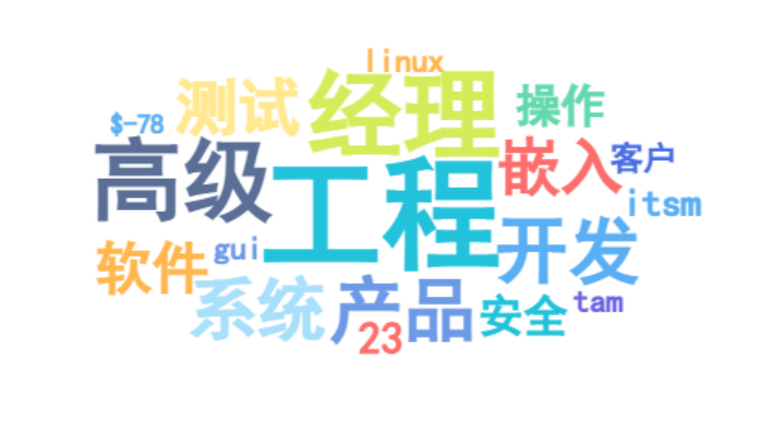 linux
测试
经理
操作
$-78
高级
工程
嵌入
客户
itsm
软件
gui
开发
系统
产品
安全
tam
23